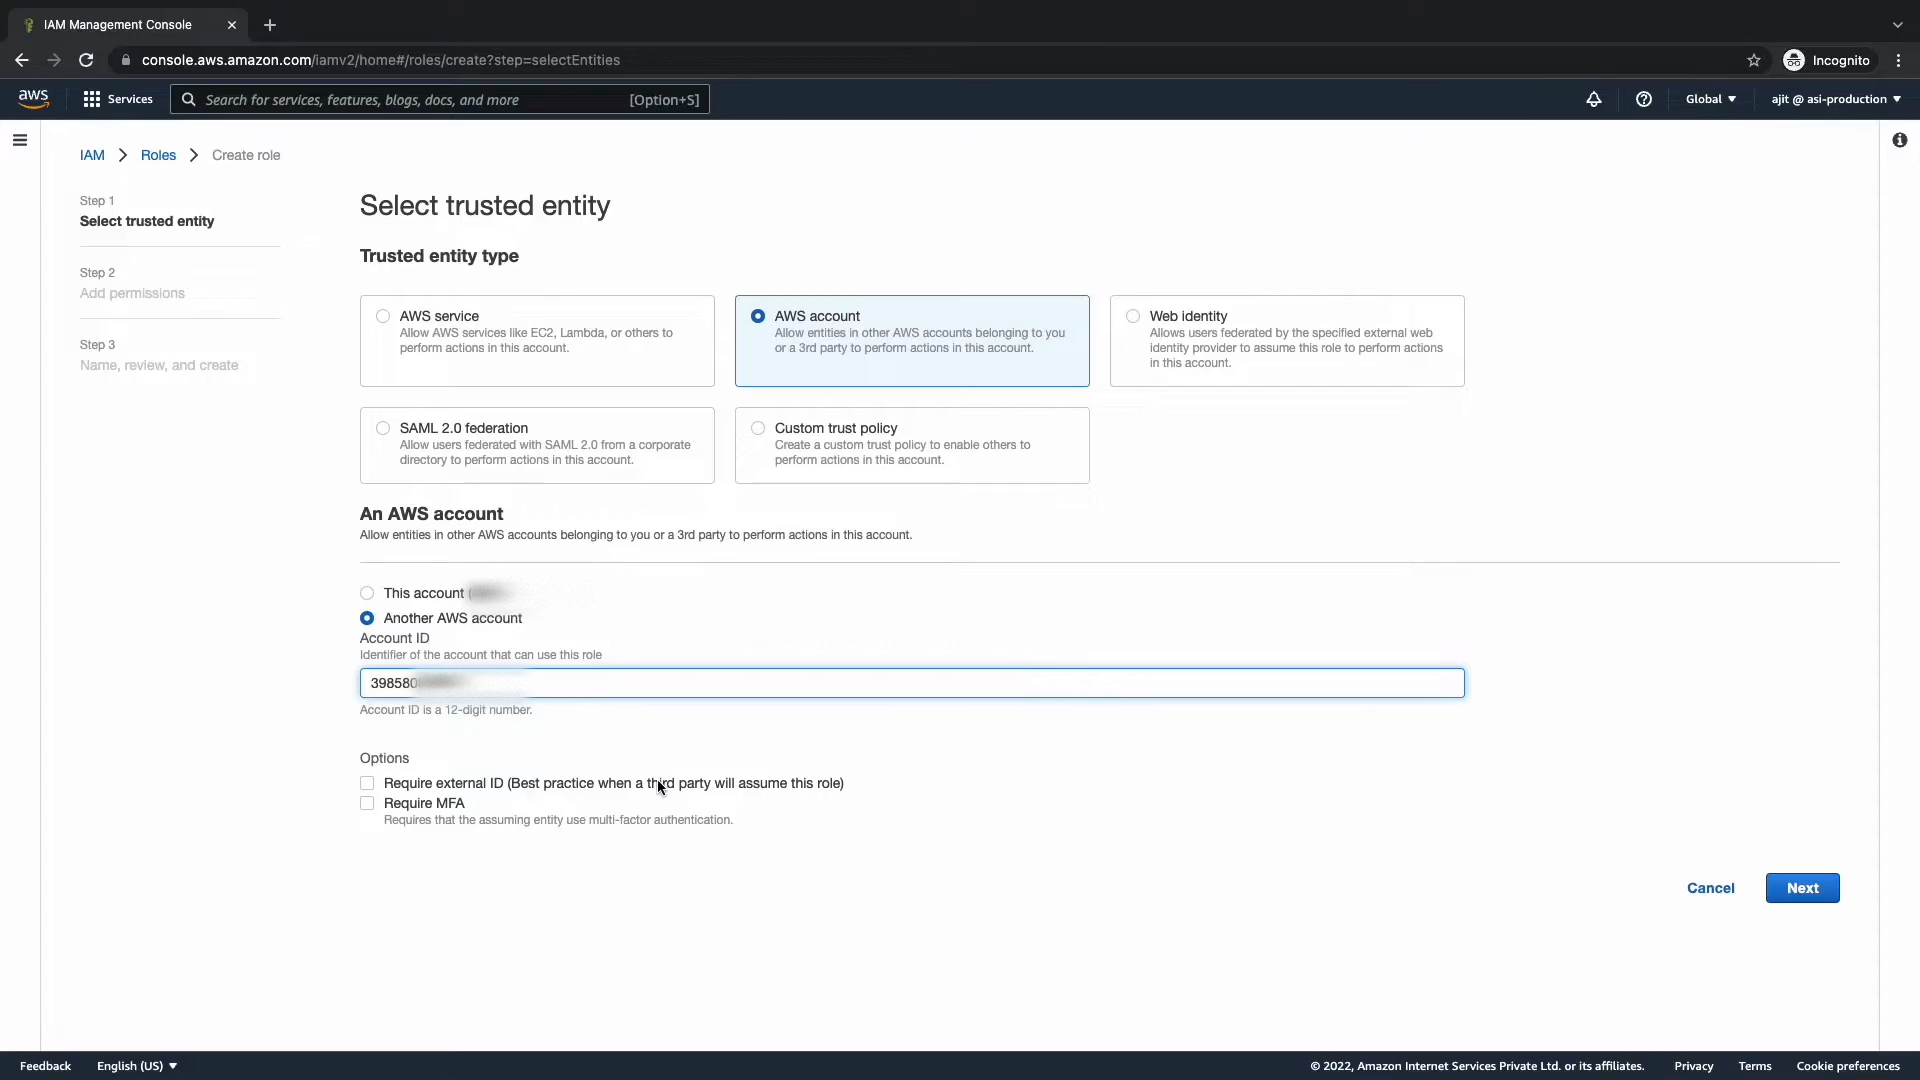 IAM Management Console
console.aws.amazon.com/iamv2/home#/roles/create?step=selectEntities
Incognito
aws
Services
Search for services, features, blogs, docs, and more
[Option+S]
Global
ajit @ asi-production
IAM
Roles
Create role
Step 1
Select trusted entity
Step 2
Add permissions
Step 3
Name, review, and create
Select trusted entity
Trusted entity type
AWS service
Allow AWS services like EC2, Lambda, or others to
perform actions in this account.
AWS account
Allow entities in other AWS accounts belonging to you
or a 3rd party to perform actions in this account.
Web identity
Allows users federated by the specified external web
identity provider to assume this role to perform actions
in this account.
SAML 2.0 federation
Allow users federated with SAML 2.0 from a corporate
directory to perform actions in this account.
Custom trust policy
Create a custom trust policy to enable others to
perform actions in this account.
An AWS account
Allow entities in other AWS accounts belonging to you or a 3rd party to perform actions in this account.
This account
Another AWS account
Account ID
Identifier of the account that can use this role
398580
Account ID is a 12-digit number.
Options
Require external ID (Best practice when a third party will assume this role)
Require MFA
Requires that the assuming entity use multi-factor authentication.
Cancel
Next
Feedback
English (US)
© 2022, Amazon Internet Services Private Ltd. or its affiliates.
Privacy
Terms
Cookie preferences